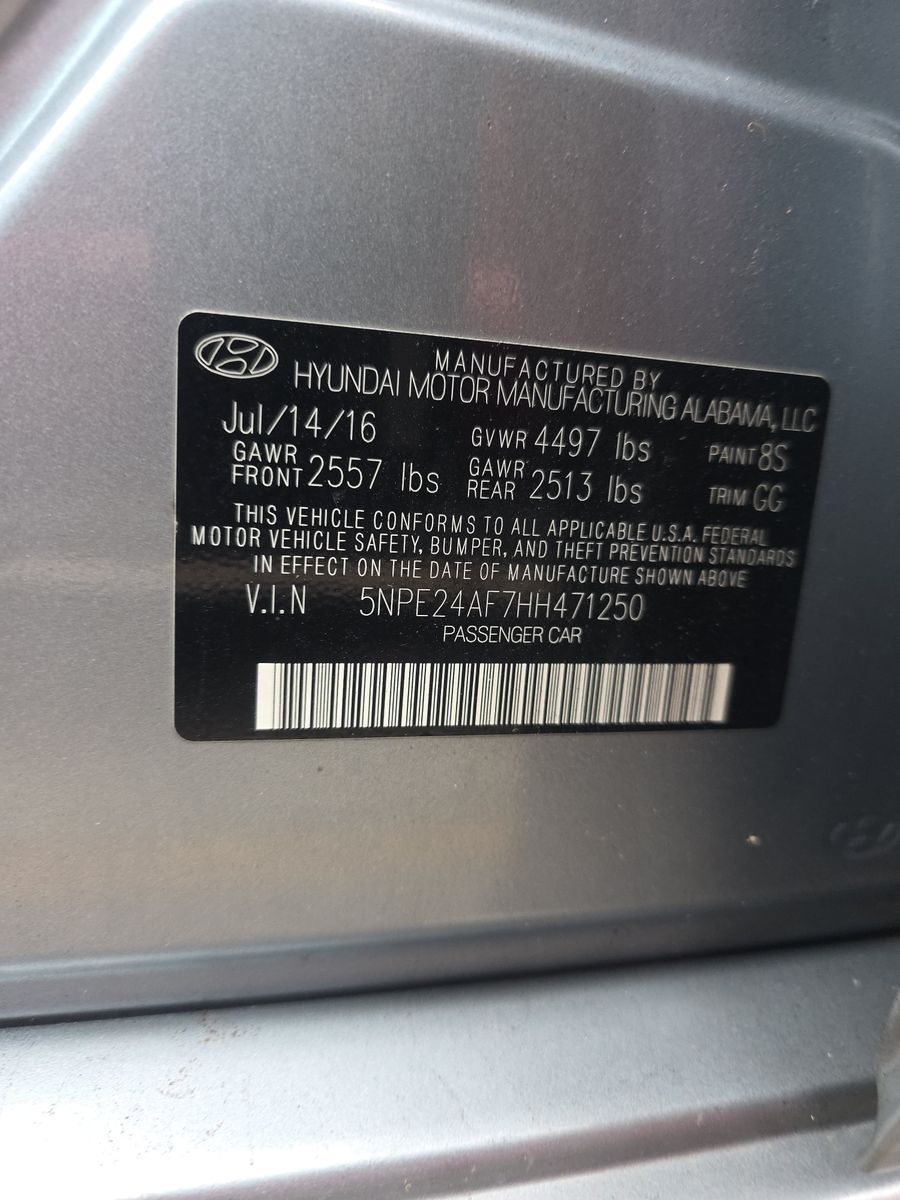 MANUFACTURED BY
HYUNDAI MOTOR MANUFACTURING ALABAMA, LLC
Jul/14/16 GVWR 4497 lbs PAINT 8S
GAWR FRONT 2557 lbs GAWR REAR 2513 lbs TRIM GG
THIS VEHICLE CONFORMS TO ALL APPLICABLE U.S.A. FEDERAL
MOTOR VEHICLE SAFETY, BUMPER, AND THEFT PREVENTION STANDARDS
IN EFFECT ON THE DATE OF MANUFACTURE SHOWN ABOVE
V.I.N 5NPE24AF7HH471250
PASSENGER CAR